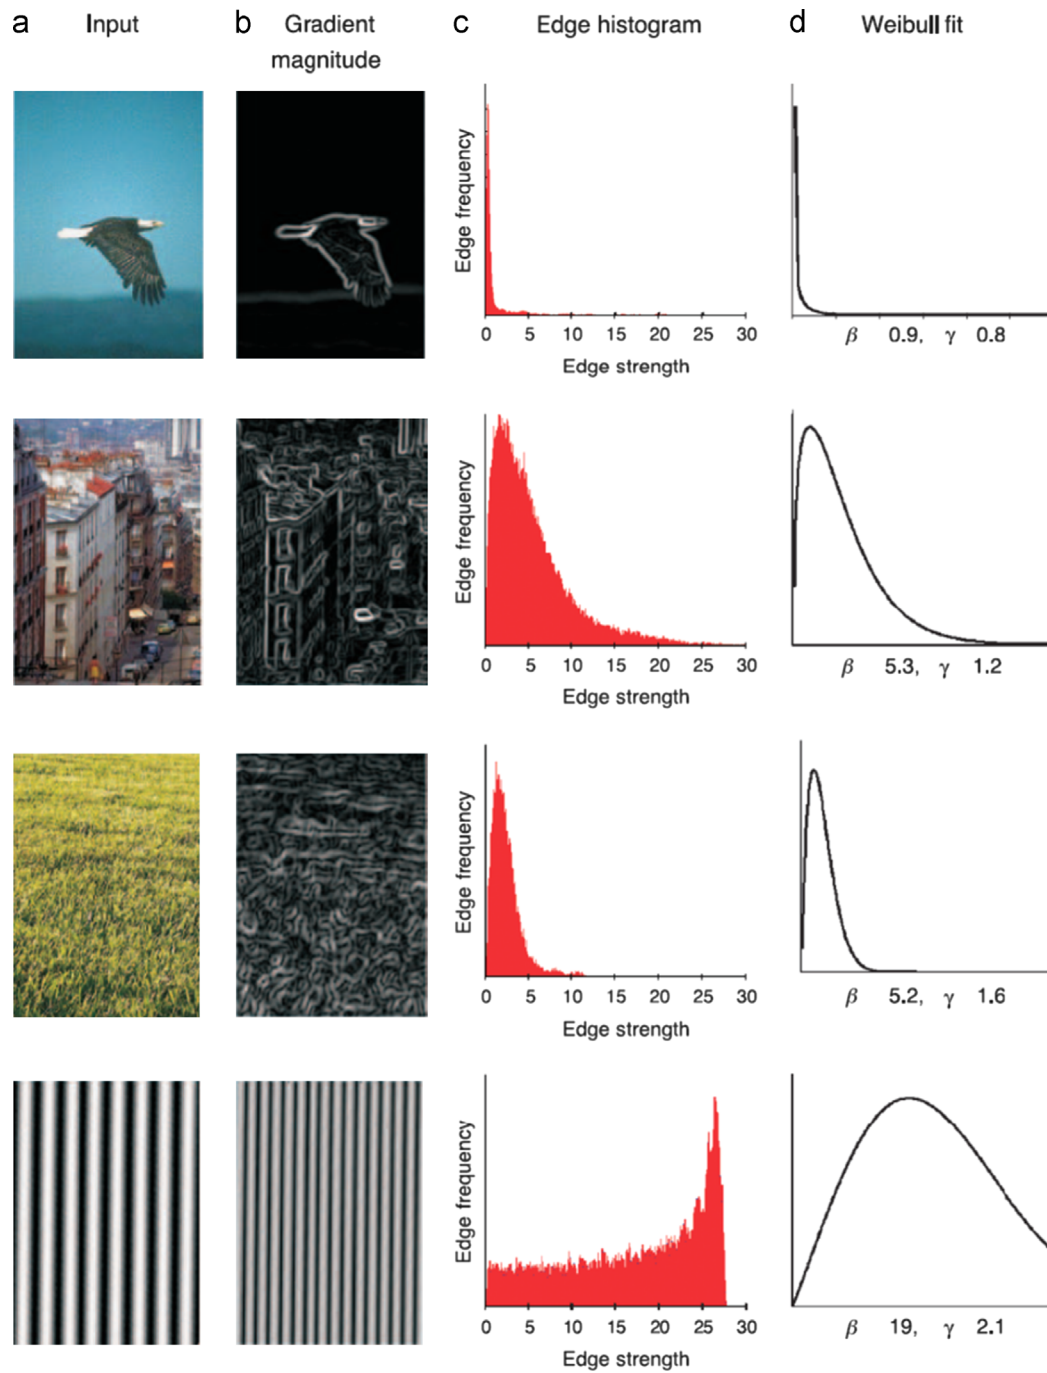 a Input b Gradient c Edge histogram d Weibull fit
magnitude
Edge frequency
0 5 10 15 20 25 30
Edge strength
β 0.9, γ 0.8
Edge frequency
0 5 10 15 20 25 30
Edge strength
β 5.3, γ 1.2
Edge frequency
0 5 10 15 20 25 30
Edge strength
β 5.2, γ 1.6
Edge frequency
0 5 10 15 20 25 30
Edge strength
β 19, γ 2.1